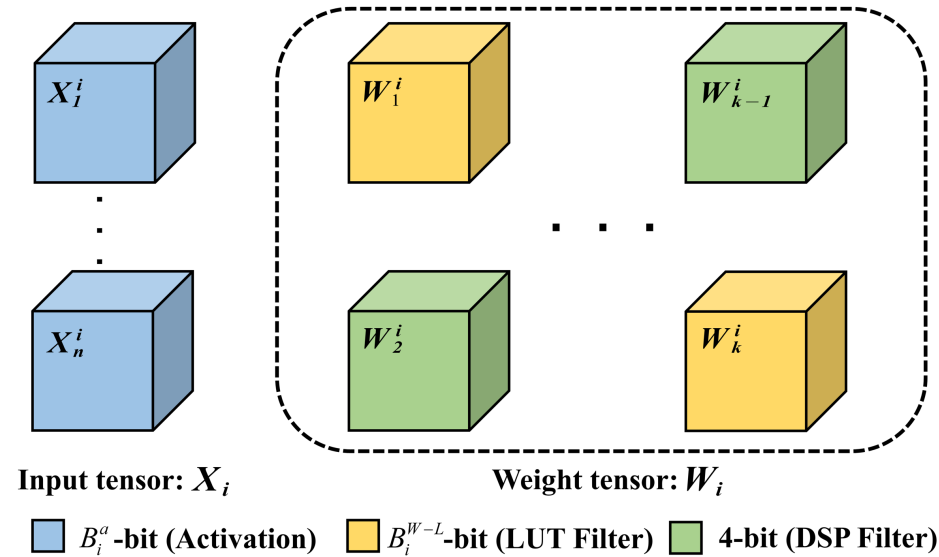 X_1^i W_1^i W_{k-1}^i
. . .
X_n^i W_2^i W_k^i
Input tensor: X_i Weight tensor: W_i
B_i^a-bit (Activation) B_i^{W-L}-bit (LUT Filter) 4-bit (DSP Filter)